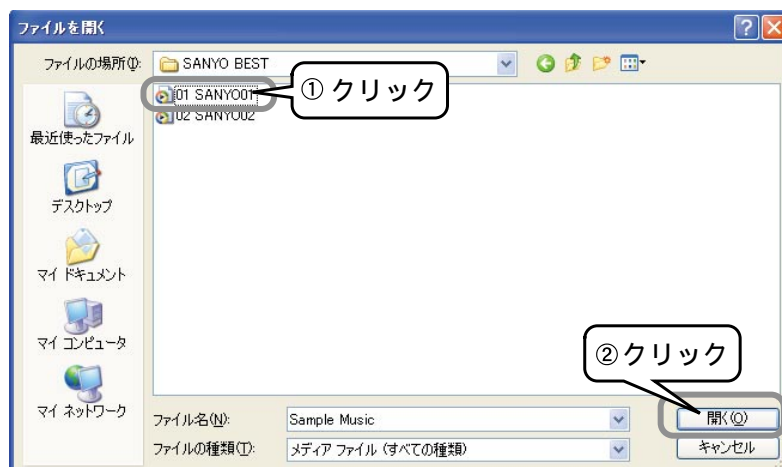 ファイルを開く
ファイルの場所(I):
SANYO BEST
01 SANYO01
① クリック
02 SANYO02
最近使ったファイル
デスクトップ
マイ ドキュメント
マイ コンピュータ
マイ ネットワーク
② クリック
ファイル名(N):
Sample Music
開く(O)
ファイルの種類(T):
メディア ファイル (すべての種類)
キャンセル